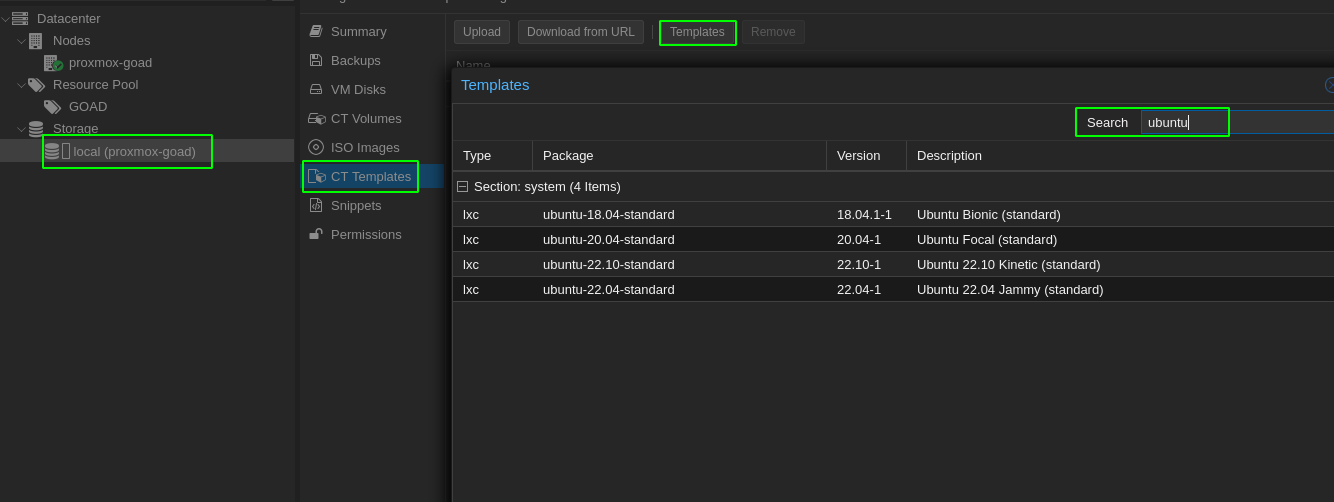 Datacenter
Nodes
proxmox-goad
Resource Pool
GOAD
Storage
local (proxmox-goad)
Summary
Backups
VM Disks
CT Volumes
ISO Images
CT Templates
Snippets
Permissions
Upload Download from URL Templates Remove
Name
Templates
Search ubuntu
Type Package Version Description
Section: system (4 Items)
lxc ubuntu-18.04-standard 18.04.1-1 Ubuntu Bionic (standard)
lxc ubuntu-20.04-standard 20.04-1 Ubuntu Focal (standard)
lxc ubuntu-22.10-standard 22.10-1 Ubuntu 22.10 Kinetic (standard)
lxc ubuntu-22.04-standard 22.04-1 Ubuntu 22.04 Jammy (standard)